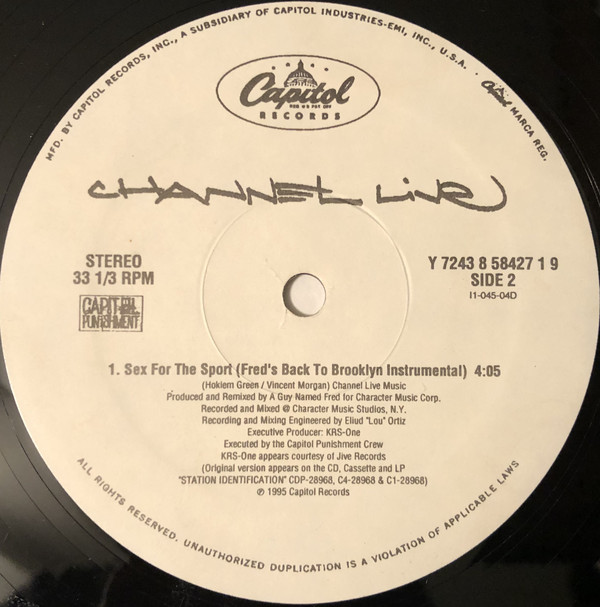 MFD. BY CAPITOL RECORDS, INC., A SUBSIDIARY OF CAPITOL INDUSTRIES-EMI, INC., U.S.A. . Capitol MARCA REG.
Capitol
RECORDS
CHANNEL LIVE
STEREO
33 1/3 RPM
CAPITOL
PUNISHMENT
Y 7243 8 58427 1 9
SIDE 2
I1-045-04D
1. Sex For The Sport (Fred's Back To Brooklyn Instrumental) 4:05
(Hokiem Green / Vincent Morgan) Channel Live Music
Produced and Remixed by A Guy Named Fred for Character Music Corp.
Recorded and Mixed @ Character Music Studios, N.Y.
Recording and Mixing Engineered by Eliud "Lou" Ortiz
Executive Producer: KRS-One
Executed by the Capitol Punishment Crew
KRS-One appears courtesy of Jive Records
(Original version appears on the CD, Cassette and LP
"STATION IDENTIFICATION" CDP-28968, C4-28968 & C1-28968)
℗ 1995 Capitol Records
ALL RIGHTS RESERVED. UNAUTHORIZED DUPLICATION IS A VIOLATION OF APPLICABLE LAWS